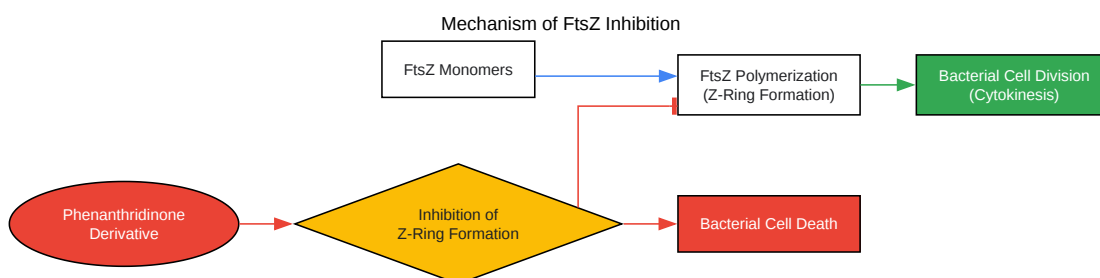 Mechanism of FtsZ Inhibition
FtsZ Monomers
FtsZ Polymerization
(Z-Ring Formation)
Bacterial Cell Division
(Cytokinesis)
Phenanthridinone
Derivative
Inhibition of
Z-Ring Formation
Bacterial Cell Death